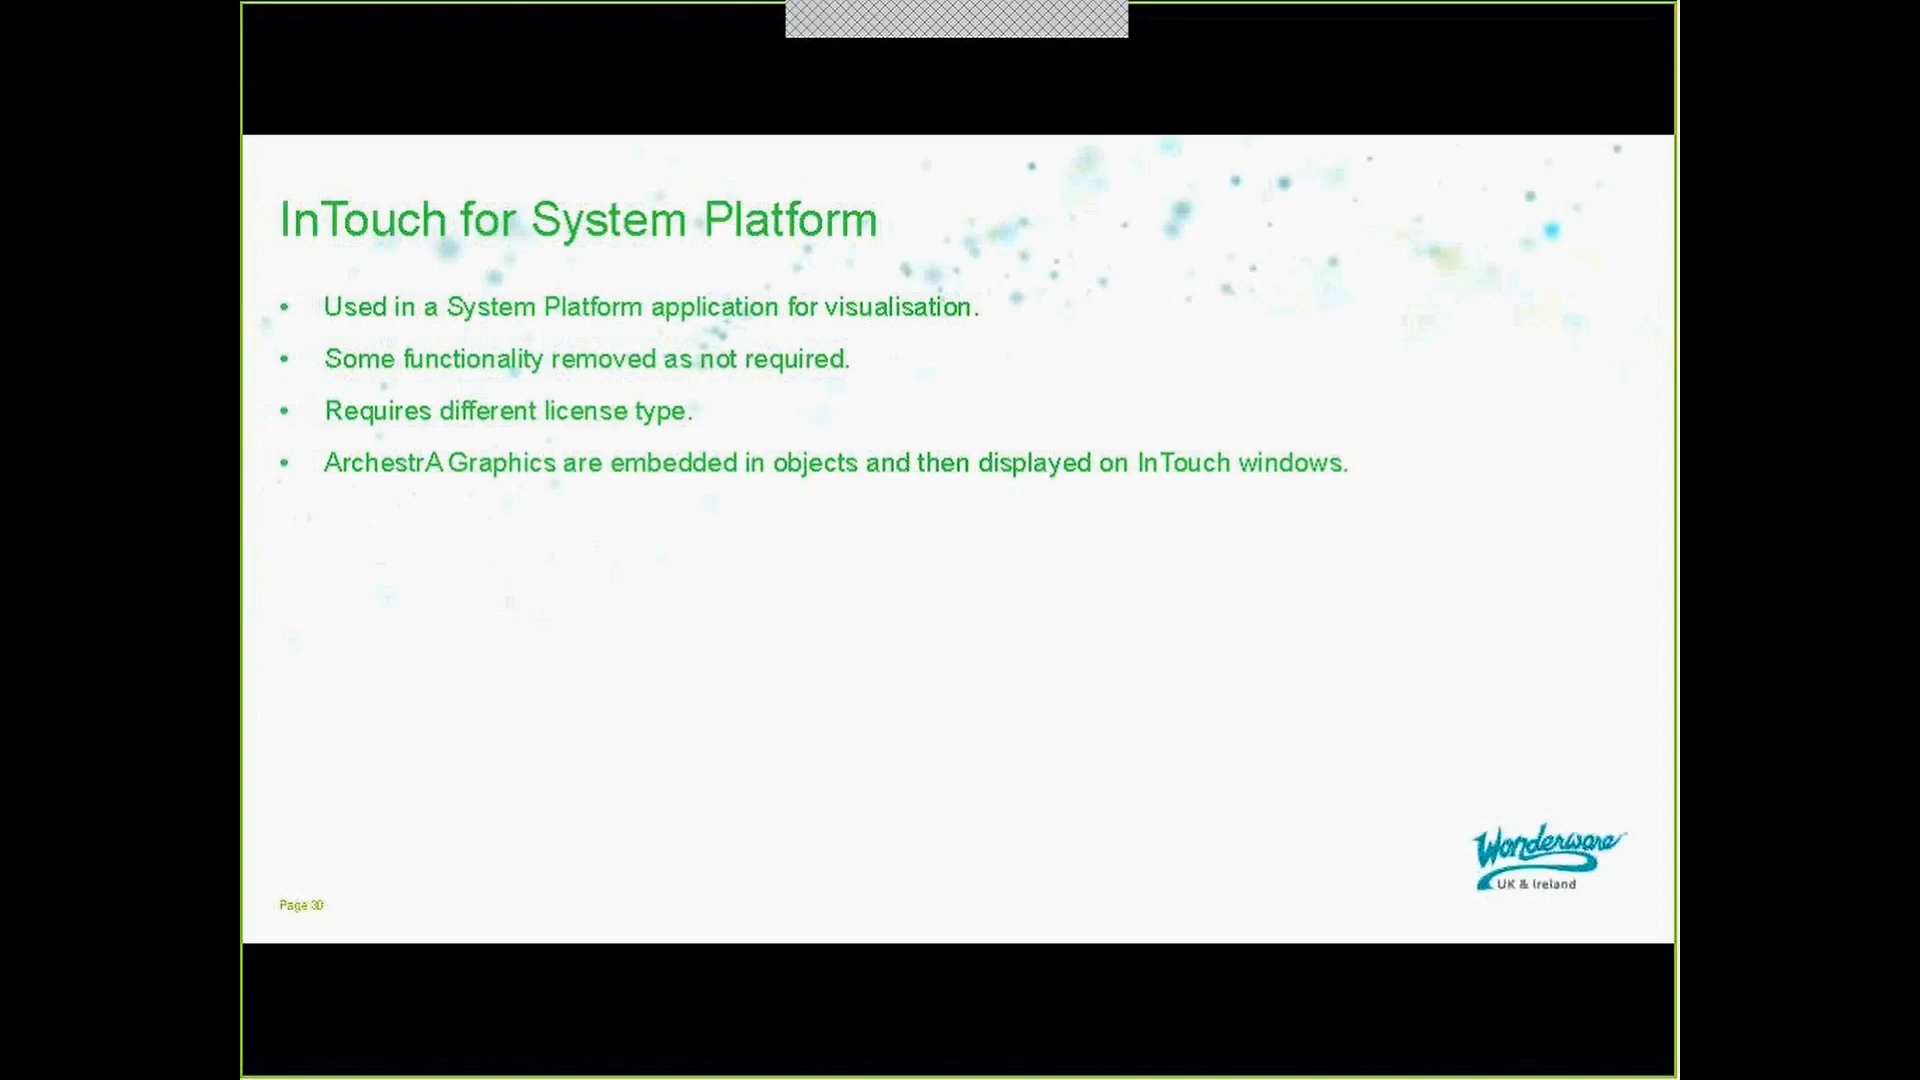 InTouch for System Platform
• Used in a System Platform application for visualisation.
• Some functionality removed as not required.
• Requires different license type.
• ArchestrA Graphics are embedded in objects and then displayed on InTouch windows.
Wonderware
UK & Ireland
Page 30